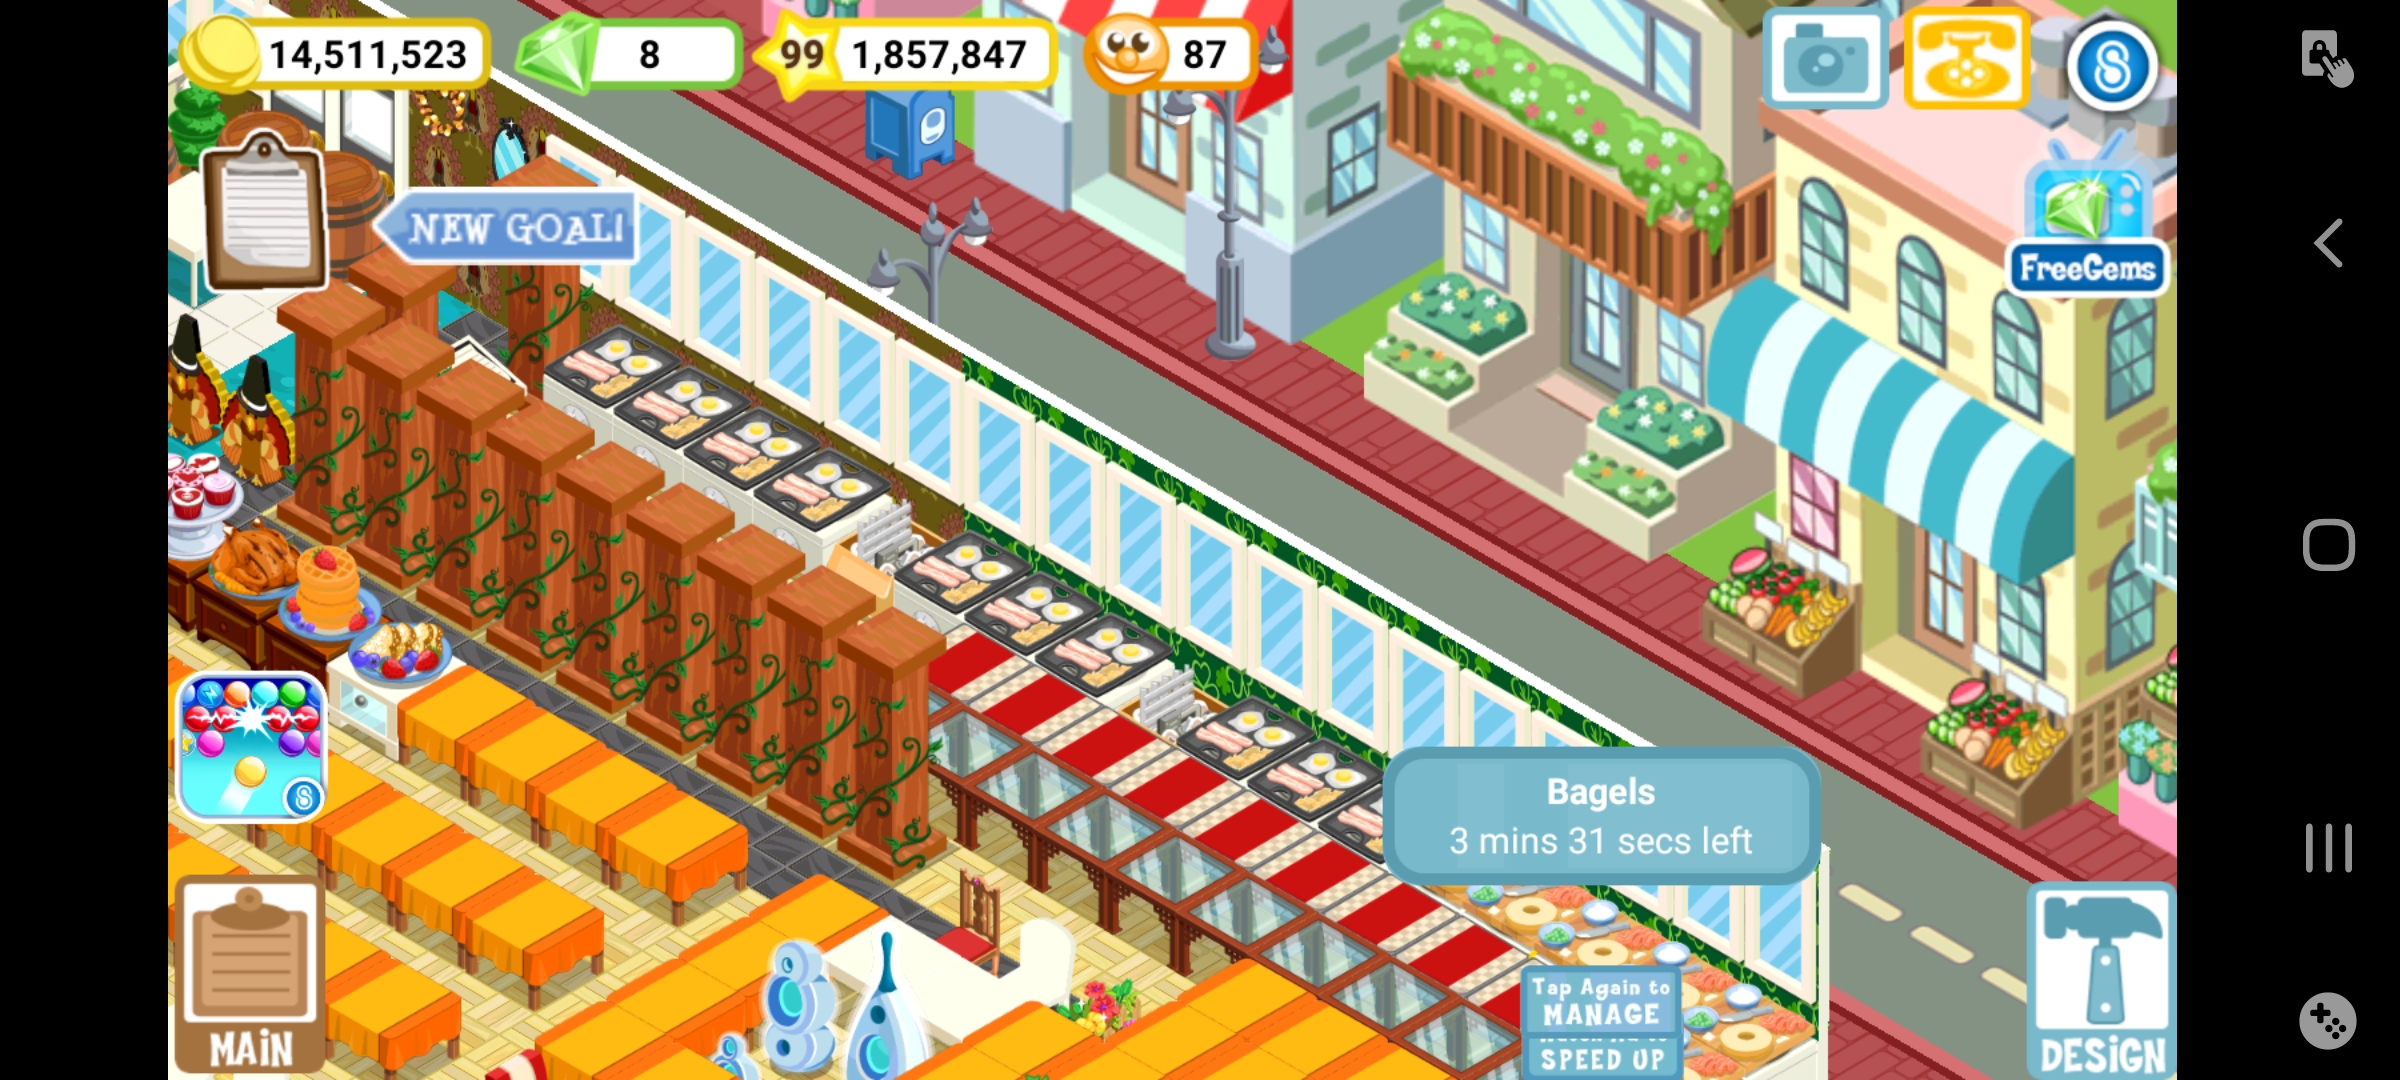 14,511,523
8
99
1,857,847
87
NEW GOAL!
FreeGems
Bagels
3 mins 31 secs left
Tap Again to
MANAGE
SPEED UP
MAiN
DESiGN